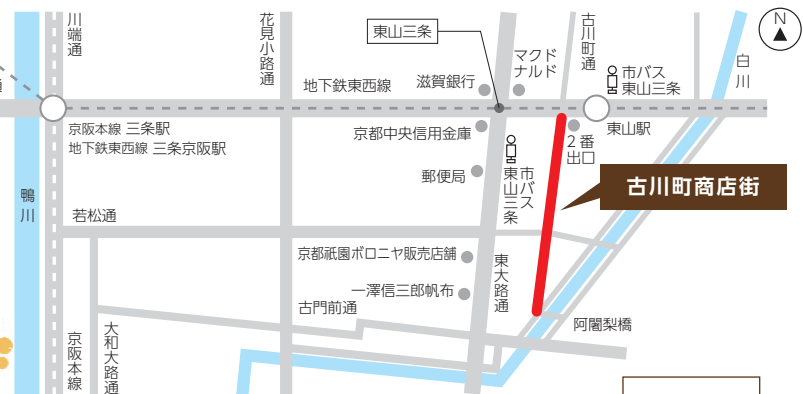 川端通
花見小路通
東山三条
古川町通
N
マクド
ナルド
白川
市バス
東山三条
地下鉄東西線
滋賀銀行
京阪本線 三条駅
地下鉄東西線 三条京阪駅
京都中央信用金庫
2番
出口
東山駅
郵便局
市バス
東山三条
古川町商店街
鴨川
若松通
京都祇園ボロニヤ販売店舗
東大路通
一澤信三郎帆布
古門前通
阿闍梨橋
京阪本線
大和大路通